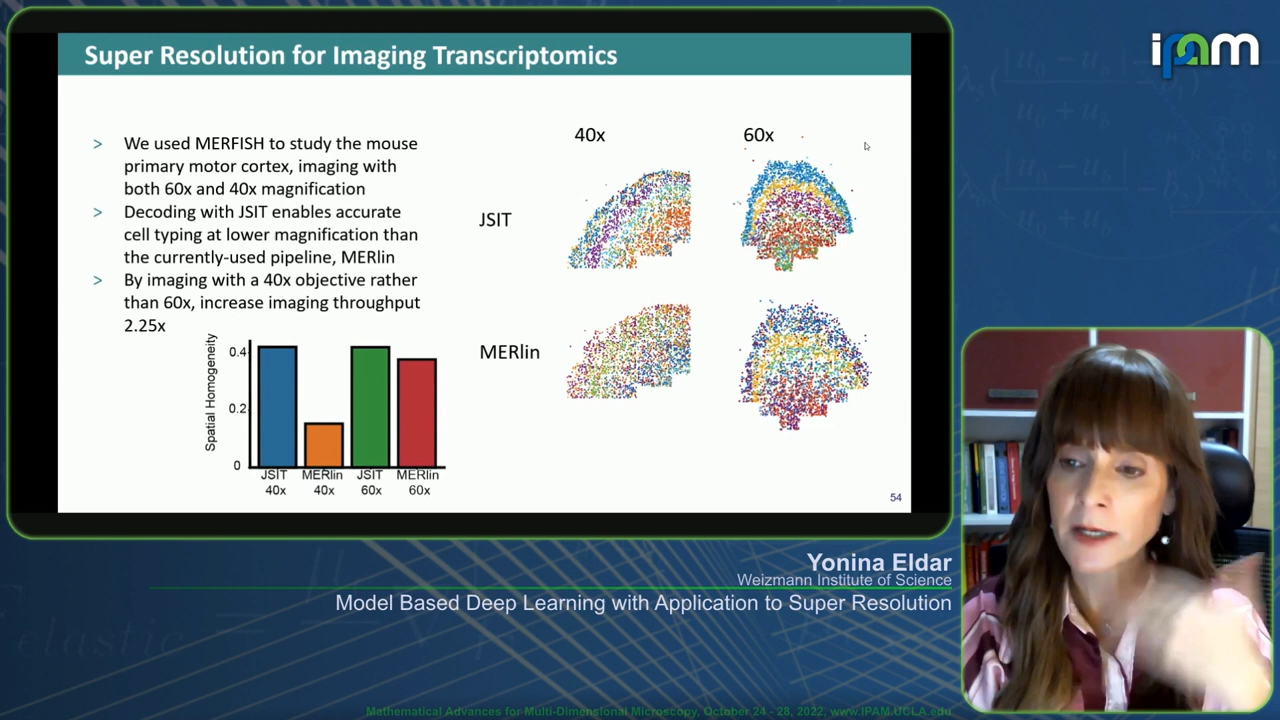 Super Resolution for Imaging Transcriptomics
> We used MERFISH to study the mouse
primary motor cortex, imaging with
both 60x and 40x magnification
> Decoding with JSIT enables accurate
cell typing at lower magnification than
the currently-used pipeline, MERlin
> By imaging with a 40x objective rather
than 60x, increase imaging throughput
2.25x
Spatial Homogeneity
0.4
0.2
0
JSIT MERlin JSIT MERlin
40x 40x 60x 60x
40x 60x
JSIT
MERlin
54
ipam
Yonina Eldar
Weizmann Institute of Science
Model Based Deep Learning with Application to Super Resolution
Mathematical Advances for Multi-Dimensional Microscopy, October 24 - 28, 2022, www.IPAM.UCLA.edu
elastic